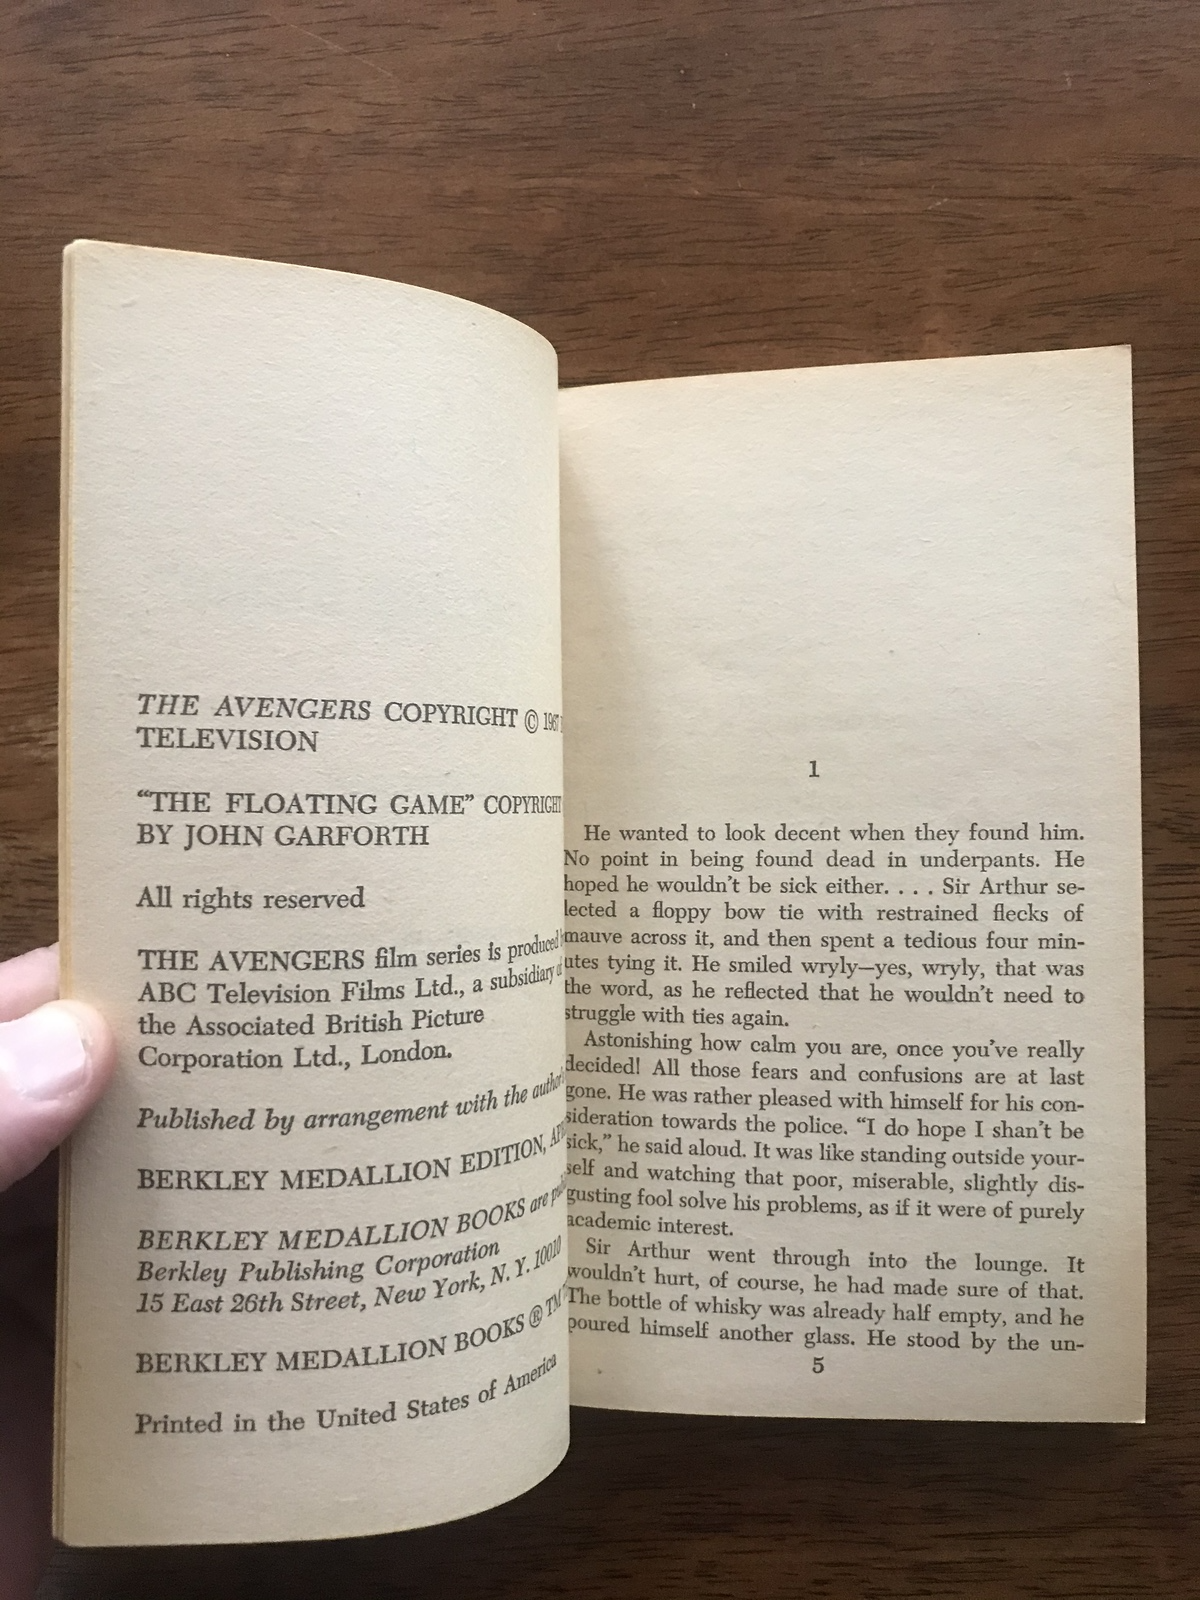 THE AVENGERS COPYRIGHT © 1967
TELEVISION
“THE FLOATING GAME” COPYRIGHT
BY JOHN GARFORTH
All rights reserved
THE AVENGERS film series is produced
ABC Television Films Ltd., a subsidiary
the Associated British Picture
Corporation Ltd., London.
Published by arrangement with the author
BERKLEY MEDALLION EDITION,
BERKLEY MEDALLION BOOKS are
Berkley Publishing Corporation
15 East 26th Street, New York, N. Y. 10010
BERKLEY MEDALLION BOOKS ® TM
Printed in the United States of America
1
He wanted to look decent when they found him.
No point in being found dead in underpants. He
hoped he wouldn’t be sick either. . . . Sir Arthur se-
lected a floppy bow tie with restrained flecks of
mauve across it, and then spent a tedious four min-
utes tying it. He smiled wryly—yes, wryly, that was
the word, as he reflected that he wouldn’t need to
struggle with ties again.
Astonishing how calm you are, once you’ve really
decided! All those fears and confusions are at last
gone. He was rather pleased with himself for his con-
sideration towards the police. “I do hope I shan’t be
sick,” he said aloud. It was like standing outside your-
self and watching that poor, miserable, slightly dis-
gusting fool solve his problems, as if it were of purely
academic interest.
Sir Arthur went through into the lounge. It
wouldn’t hurt, of course, he had made sure of that.
The bottle of whisky was already half empty, and he
poured himself another glass. He stood by the un-
5